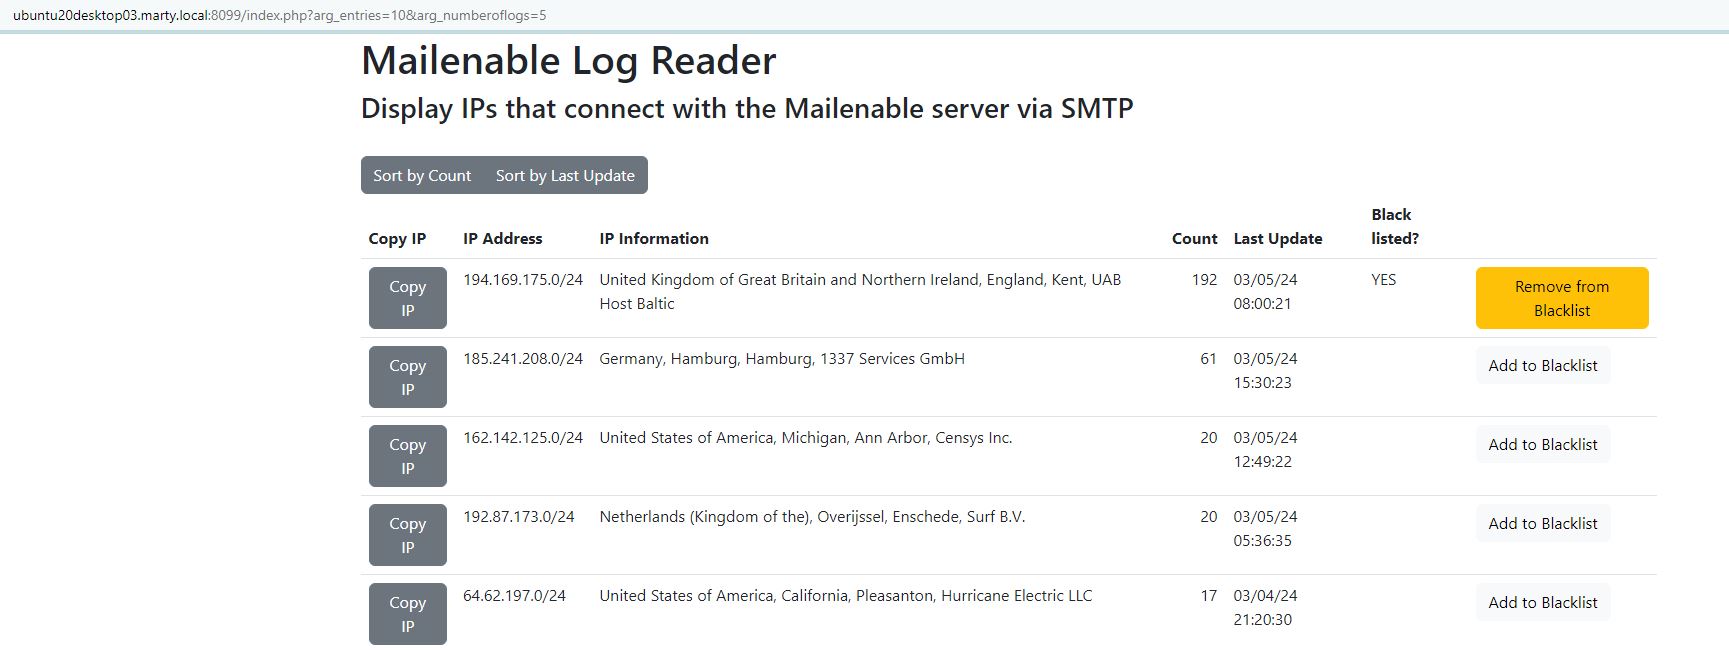 ubuntu20desktop03.marty.local:8099/index.php?arg_entries=10&arg_numberoflogs=5
Mailenable Log Reader
Display IPs that connect with the Mailenable server via SMTP
Sort by Count Sort by Last Update
Copy IP IP Address IP Information Count Last Update Black listed?
Copy IP 194.169.175.0/24 United Kingdom of Great Britain and Northern Ireland, England, Kent, UAB Host Baltic 192 03/05/24 08:00:21 YES Remove from Blacklist
Copy IP 185.241.208.0/24 Germany, Hamburg, Hamburg, 1337 Services GmbH 61 03/05/24 15:30:23 Add to Blacklist
Copy IP 162.142.125.0/24 United States of America, Michigan, Ann Arbor, Censys Inc. 20 03/05/24 12:49:22 Add to Blacklist
Copy IP 192.87.173.0/24 Netherlands (Kingdom of the), Overijssel, Enschede, Surf B.V. 20 03/05/24 05:36:35 Add to Blacklist
Copy IP 64.62.197.0/24 United States of America, California, Pleasanton, Hurricane Electric LLC 17 03/04/24 21:20:30 Add to Blacklist